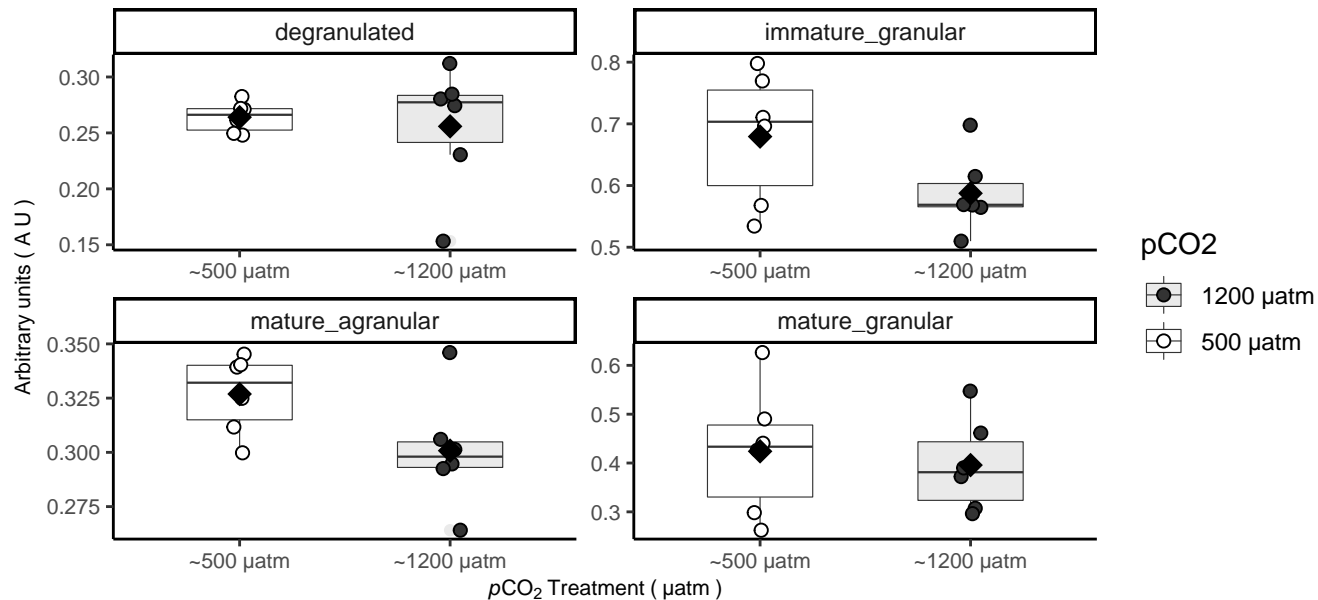 degranulated
immature_granular
0.30
0.25
0.20
0.15
0.8
0.7
0.6
0.5
~500 µatm
~1200 µatm
~500 µatm
~1200 µatm
mature_agranular
mature_granular
0.350
0.325
0.300
0.275
0.6
0.5
0.4
0.3
~500 µatm
~1200 µatm
~500 µatm
~1200 µatm
Arbitrary units ( A U )
pCO₂ Treatment ( µatm )
pCO2
1200 µatm
500 µatm